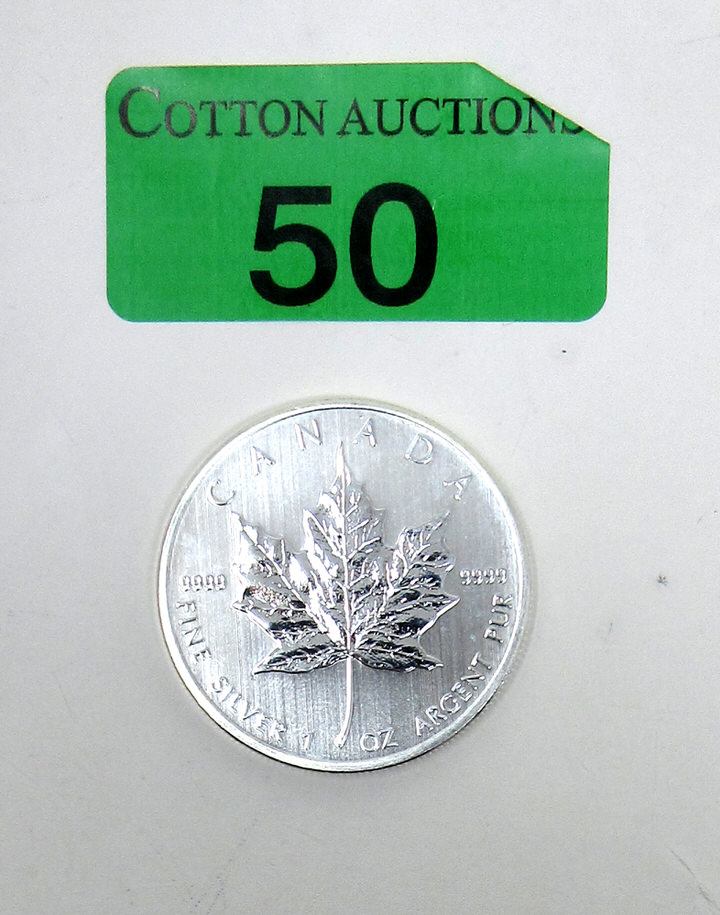 COTTON AUCTIONS
50
CANADA
9999 9999
FINE SILVER 1 OZ ARGENT PUR